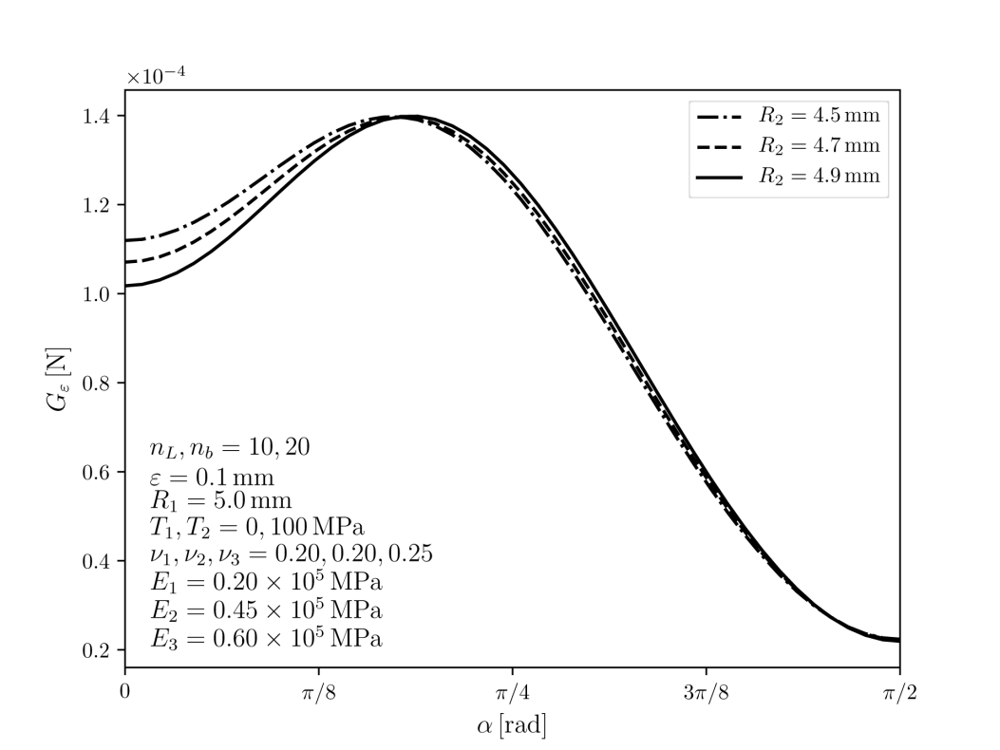 ×10⁻⁴
1.4
1.2
1.0
0.8
0.6
0.4
0.2
G_ε [N]
R₂ = 4.5 mm
R₂ = 4.7 mm
R₂ = 4.9 mm
n_L, n_b = 10, 20
ε = 0.1 mm
R₁ = 5.0 mm
T₁, T₂ = 0, 100 MPa
ν₁, ν₂, ν₃ = 0.20, 0.20, 0.25
E₁ = 0.20 × 10⁵ MPa
E₂ = 0.45 × 10⁵ MPa
E₃ = 0.60 × 10⁵ MPa
0 π/8 π/4 3π/8 π/2
α [rad]